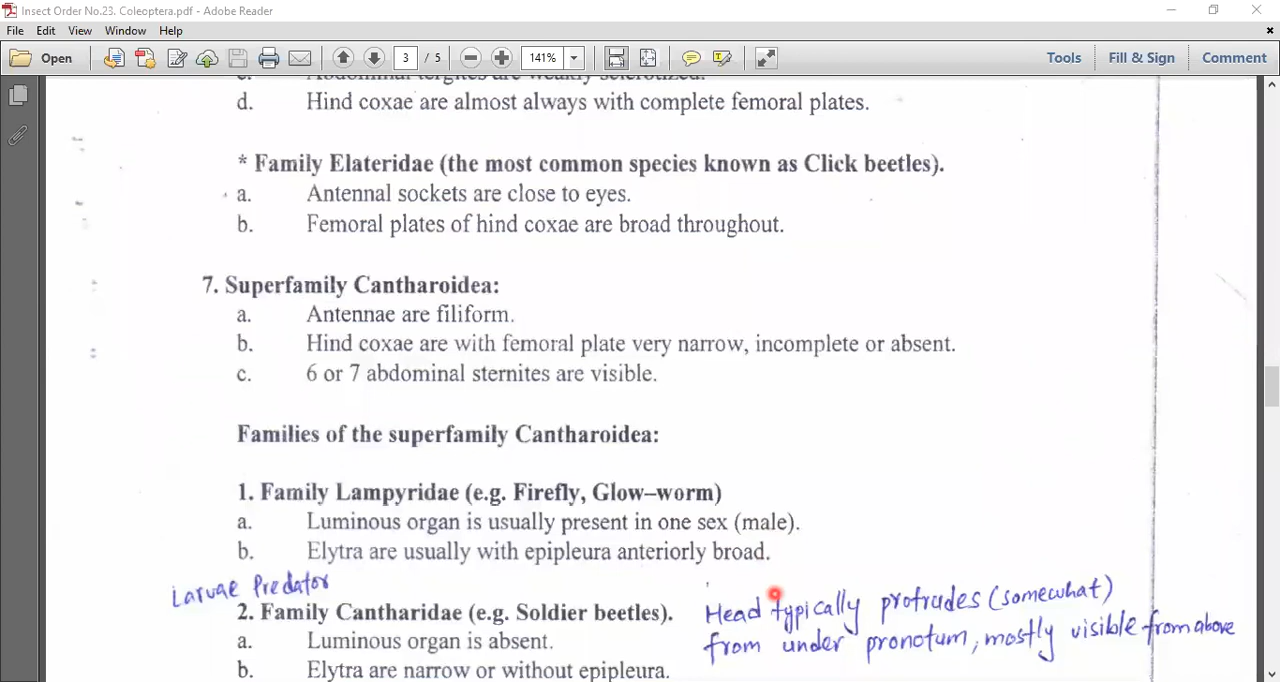 Insect Order No.23. Coleoptera.pdf - Adobe Reader
File Edit View Window Help
Open 3 / 5 141% Tools Fill & Sign Comment
c. Abdominal tergites are weakly sclerotized.
d. Hind coxae are almost always with complete femoral plates.
* Family Elateridae (the most common species known as Click beetles).
a. Antennal sockets are close to eyes.
b. Femoral plates of hind coxae are broad throughout.
7. Superfamily Cantharoidea:
a. Antennae are filiform.
b. Hind coxae are with femoral plate very narrow, incomplete or absent.
c. 6 or 7 abdominal sternites are visible.
Families of the superfamily Cantharoidea:
1. Family Lampyridae (e.g. Firefly, Glow–worm)
a. Luminous organ is usually present in one sex (male).
b. Elytra are usually with epipleura anteriorly broad.
Larvae Predator
2. Family Cantharidae (e.g. Soldier beetles). Head typically protrudes (somewhat)
from under pronotum, mostly visible from above
a. Luminous organ is absent.
b. Elytra are narrow or without epipleura.